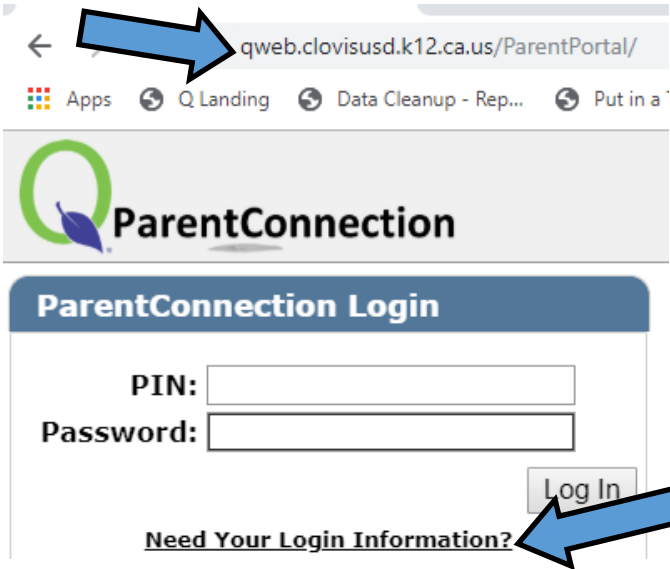 qweb.clovisusd.k12.ca.us/ParentPortal/
Apps Q Landing Data Cleanup - Rep... Put in a
Q ParentConnection
ParentConnection Login
PIN:
Password:
Log In
Need Your Login Information?